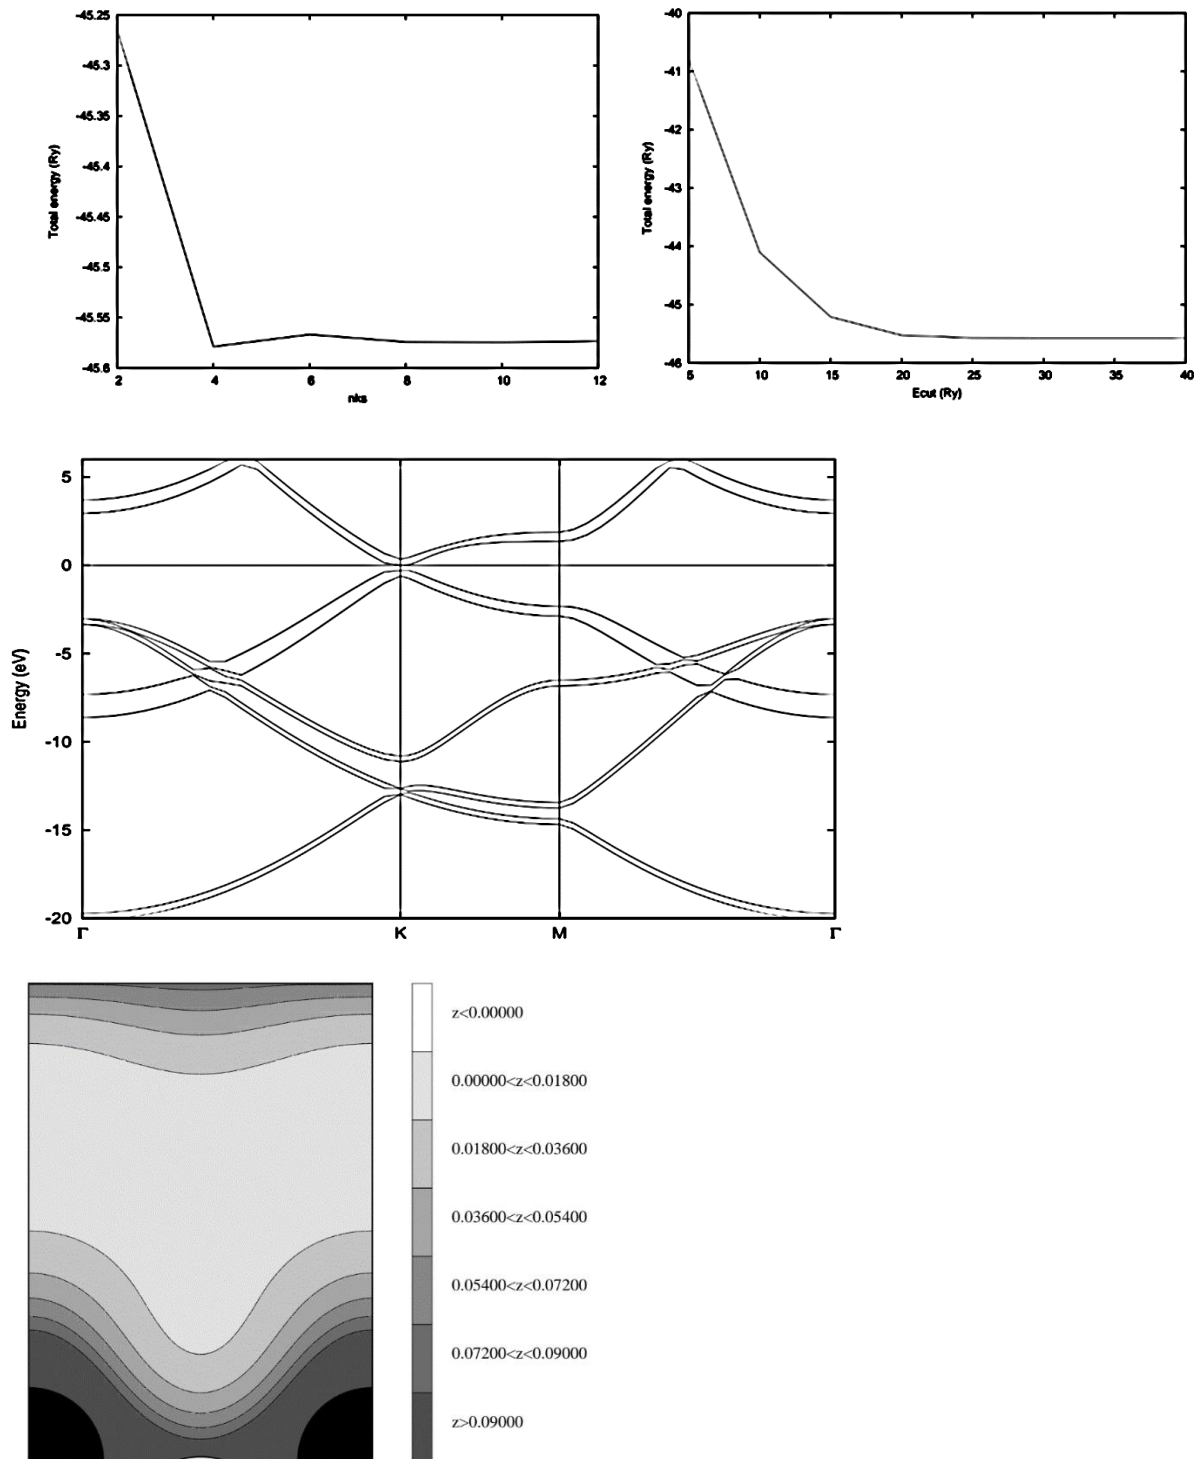 -45.25
-45.3
-45.35
-45.4
-45.45
-45.5
-45.55
-45.6
Total energy (Ry)
2 4 6 8 10 12
nks
-40
-41
-42
-43
-44
-45
-46
Total energy (Ry)
5 10 15 20 25 30 35 40
Ecut (Ry)
5
0
-5
-10
-15
-20
Energy (eV)
Γ K M Γ
z<0.00000
0.00000<z<0.01800
0.01800<z<0.03600
0.03600<z<0.05400
0.05400<z<0.07200
0.07200<z<0.09000
z>0.09000